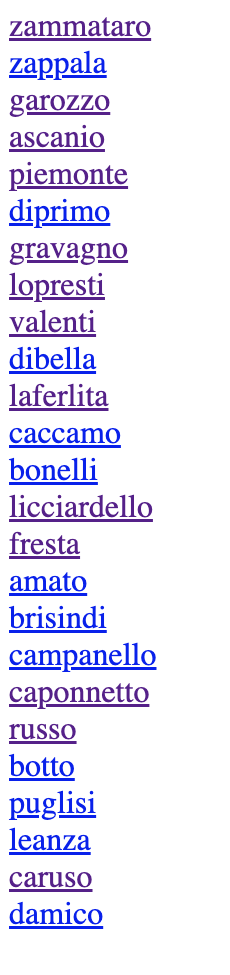 zammataro
zappala
garozzo
ascanio
piemonte
diprimo
gravagno
lopresti
valenti
dibella
laferlita
caccamo
bonelli
licciardello
fresta
amato
brisindi
campanello
caponnetto
russo
botto
puglisi
leanza
caruso
damico